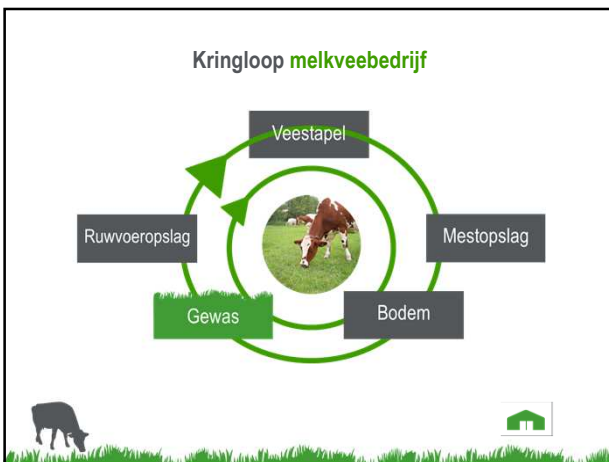 Kringloop melkveebedrijf
Veestapel
Ruwvoeropslag
Mestopslag
Gewas
Bodem